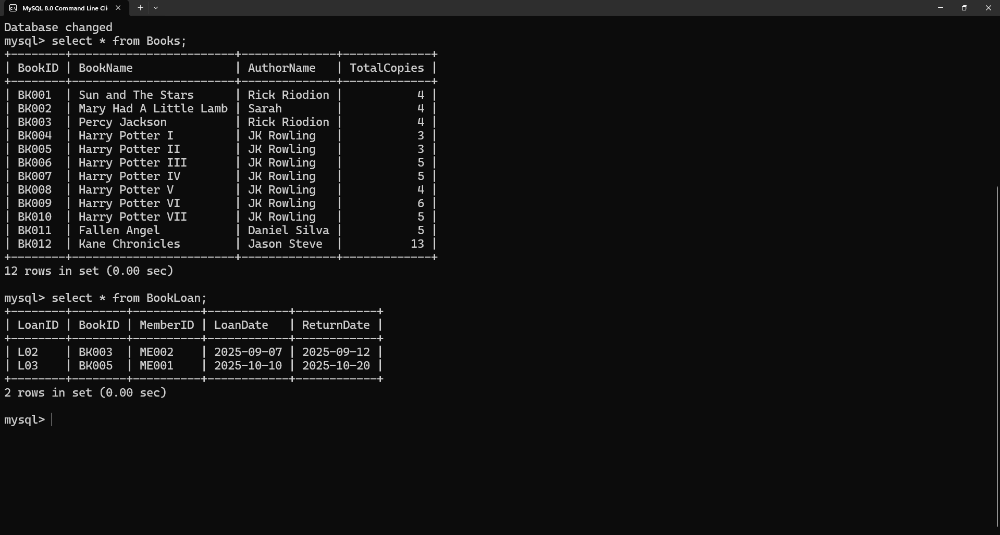 MySQL 8.0 Command Line Cli
Database changed
mysql> select * from Books;
+--------+------------------------+--------------+-------------+
| BookID | BookName               | AuthorName   | TotalCopies |
+--------+------------------------+--------------+-------------+
| BK001  | Sun and The Stars      | Rick Riodion |           4 |
| BK002  | Mary Had A Little Lamb | Sarah        |           4 |
| BK003  | Percy Jackson          | Rick Riodion |           4 |
| BK004  | Harry Potter I         | JK Rowling   |           3 |
| BK005  | Harry Potter II        | JK Rowling   |           3 |
| BK006  | Harry Potter III       | JK Rowling   |           5 |
| BK007  | Harry Potter IV        | JK Rowling   |           5 |
| BK008  | Harry Potter V         | JK Rowling   |           4 |
| BK009  | Harry Potter VI        | JK Rowling   |           6 |
| BK010  | Harry Potter VII       | JK Rowling   |           5 |
| BK011  | Fallen Angel           | Daniel Silva |           5 |
| BK012  | Kane Chronicles        | Jason Steve  |          13 |
+--------+------------------------+--------------+-------------+
12 rows in set (0.00 sec)
mysql> select * from BookLoan;
+--------+--------+----------+------------+------------+
| LoanID | BookID | MemberID | LoanDate   | ReturnDate |
+--------+--------+----------+------------+------------+
| L02    | BK003  | ME002    | 2025-09-07 | 2025-09-12 |
| L03    | BK005  | ME001    | 2025-10-10 | 2025-10-20 |
+--------+--------+----------+------------+------------+
2 rows in set (0.00 sec)
mysql>